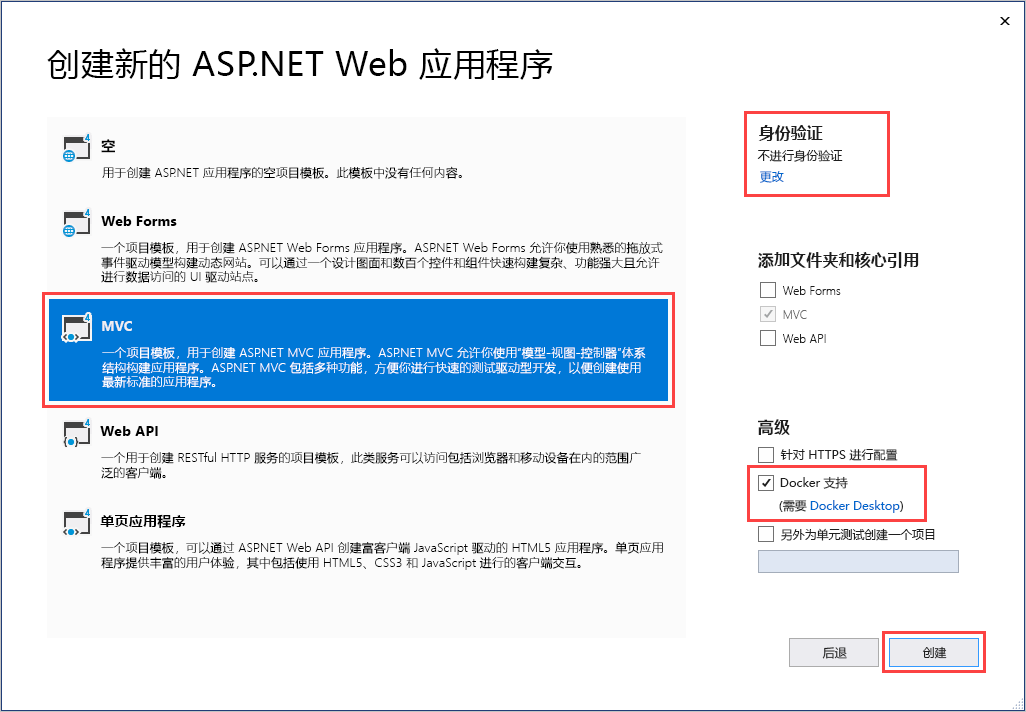 创建新的 ASP.NET Web 应用程序
4
空
用于创建 ASP.NET 应用程序的空项目模板。此模板中没有任何内容。
4
Web Forms
一个项目模板，用于创建 ASP.NET Web Forms 应用程序。ASP.NET Web Forms 允许你使用熟悉的拖放式
事件驱动模型构建动态网站。可以通过一个设计图面和数百个控件和组件快速构建复杂、功能强大且允许
进行数据访问的 UI 驱动站点。
4
MVC
一个项目模板，用于创建 ASP.NET MVC 应用程序。ASP.NET MVC 允许你使用“模型-视图-控制器”体系
结构构建应用程序。ASP.NET MVC 包括多种功能，方便你进行快速的测试驱动型开发，以便创建使用
最新标准的应用程序。
4
Web API
一个用于创建 RESTful HTTP 服务的项目模板，此类服务可以访问包括浏览器和移动设备在内的范围广
泛的客户端。
4
单页应用程序
一个项目模板，可以通过 ASP.NET Web API 创建富客户端 JavaScript 驱动的 HTML5 应用程序。单页应用
程序提供丰富的用户体验，其中包括使用 HTML5、CSS3 和 JavaScript 进行的客户端交互。
身份验证
不进行身份验证
更改
添加文件夹和核心引用
Web Forms
MVC
Web API
高级
针对 HTTPS 进行配置
Docker 支持
(需要 Docker Desktop)
另外为单元测试创建一个项目
后退
创建